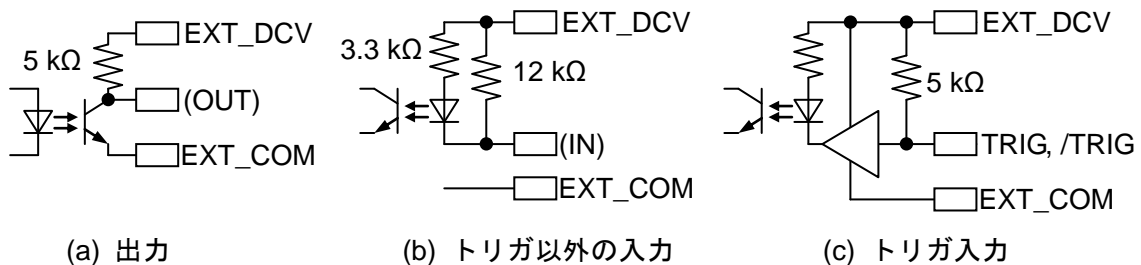 EXT_DCV
5 kΩ
(OUT)
EXT_COM
(a) 出力
EXT_DCV
3.3 kΩ
12 kΩ
(IN)
EXT_COM
(b) トリガ以外の入力
EXT_DCV
5 kΩ
TRIG, /TRIG
EXT_COM
(c) トリガ入力